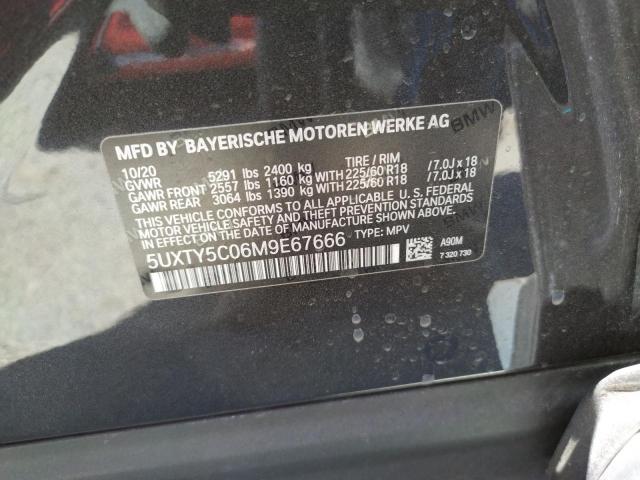 MFD BY BAYERISCHE MOTOREN WERKE AG
10/20 5291 lbs 2400 kg TIRE / RIM
GVWR
GAWR FRONT 2557 lbs 1160 kg WITH 225/60 R18 / 7.0J x 18
GAWR REAR 3064 lbs 1390 kg WITH 225/60 R18 / 7.0J x 18
THIS VEHICLE CONFORMS TO ALL APPLICABLE U. S. FEDERAL
MOTOR VEHICLE SAFETY AND THEFT PREVENTION STANDARDS
IN EFFECT ON THE DATE OF MANUFACTURE SHOWN ABOVE.
5UXTY5C06M9E67666 TYPE: MPV
A90M
7 320 730
BMW
BMW